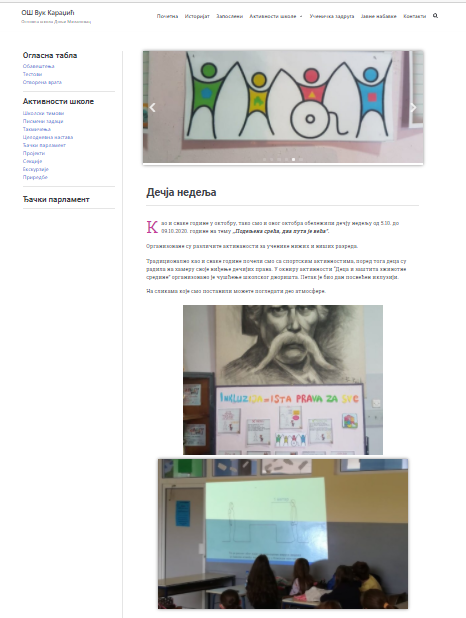 ОШ Вук Караџић
Почетна Историјат Запослени Активности школе Ученичка задруга Јавне набавке Контакти
Огласна табла
Обавештења
Тестови
Отворена врата
Активности школе
Школски тимови
Писмени задаци
Такмичења
Целодневна настава
Ђачки парламент
Пројекти
Секције
Екскурзије
Приредбе
Ђачки парламент
Дечја недеља
Као и сваке године у октобру, тако смо и овог октобра обележили дечју недељу од 5.10. до
09.10.2020. године на тему „Подељена срећа, два пута је већа“.
Организоване су различите активности за ученике нижих и виших разреда.
Традиционално као и сваке године почели смо са спортским активностима, поред тога деца су
радила на замеру своје виђење дечијих права. У оквиру активности "Деца и заштита животне
средине" организовано је чушћење школског дворишта. Петак је био дан посвећен инклузији.
На сликама које смо поставили можете погледати део атмосфере.
INKLUZIJA=ISTA PRAVA ZA SVE